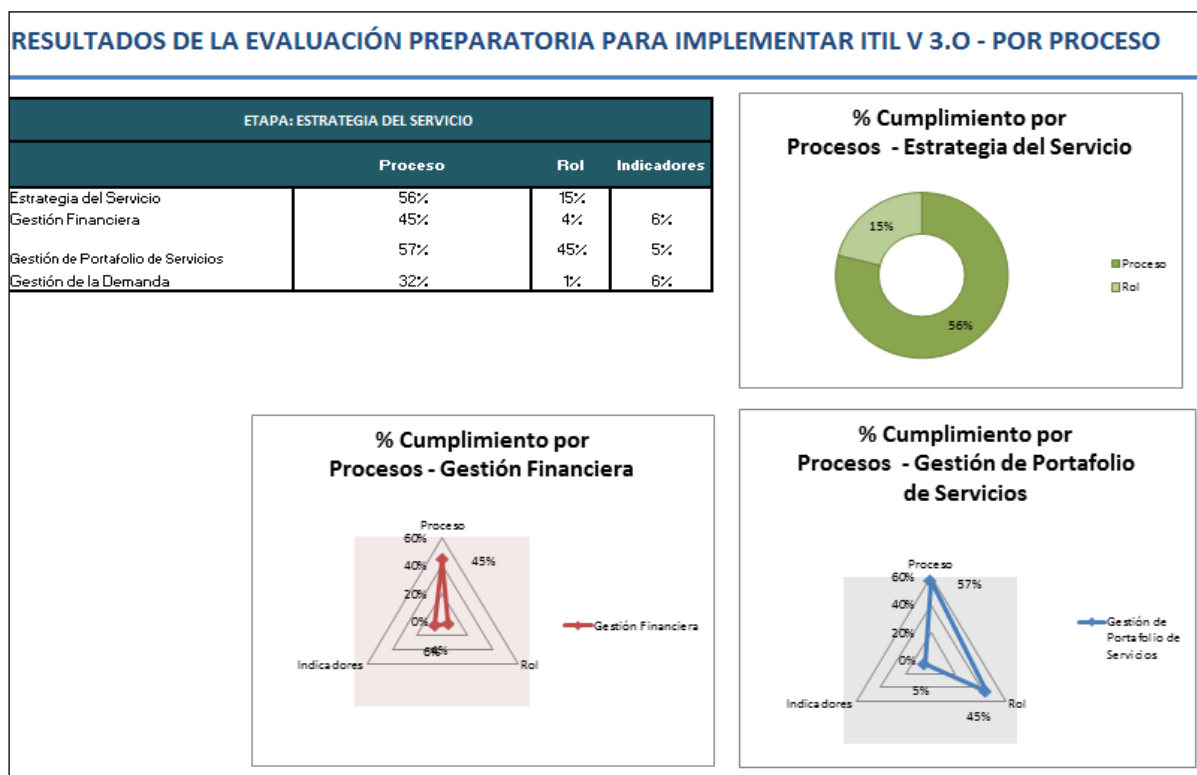 RESULTADOS DE LA EVALUACIÓN PREPARATORIA PARA IMPLEMENTAR ITIL V 3.O - POR PROCESO
ETAPA: ESTRATEGIA DEL SERVICIO
Proceso Rol Indicadores
Estrategia del Servicio 56% 15%
Gestión Financiera 45% 4% 6%
Gestión de Portafolio de Servicios 57% 45% 5%
Gestión de la Demanda 32% 1% 6%
% Cumplimiento por
Procesos - Estrategia del Servicio
15%
56%
Proceso
Rol
% Cumplimiento por
Procesos - Gestión Financiera
Proceso
60%
45%
40%
20%
0%
6%
4%
Indicadores
Rol
Gestión Financiera
% Cumplimiento por
Procesos - Gestión de Portafolio
de Servicios
Proceso
60%
57%
40%
20%
0%
5%
Indicadores
Rol
45%
Gestión de
Portafolio de
Servicios